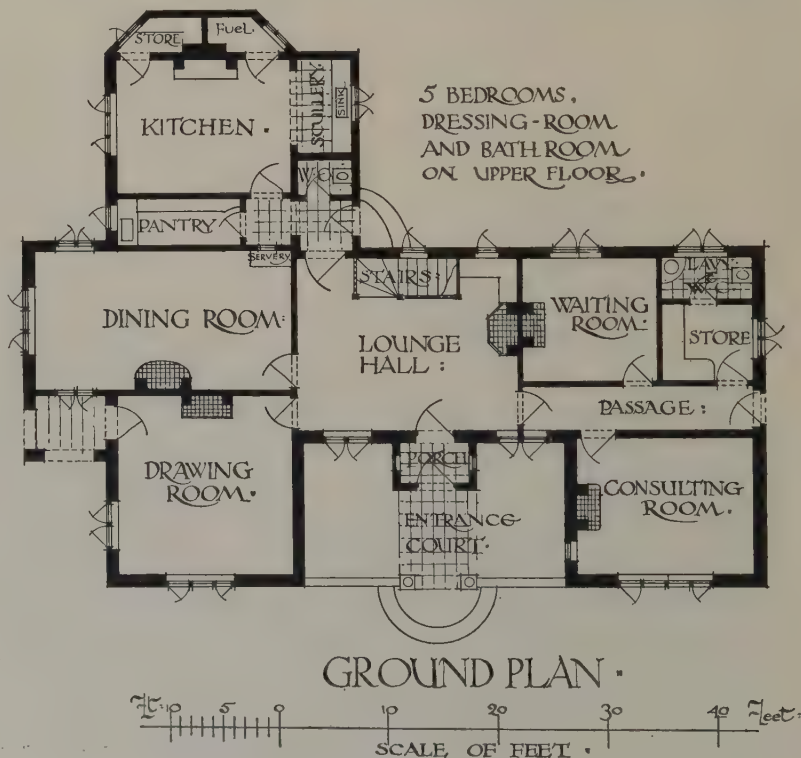 STORE
FUEL
KITCHEN.
SCULLERY.
SINK
5 BEDROOMS,
DRESSING-ROOM
AND BATH ROOM
ON UPPER FLOOR.
W.C.
PANTRY
SERVERY
STAIRS:
LAVY
&
W.C.
DINING ROOM:
LOUNGE
HALL:
WAITING
ROOM:
STORE
PASSAGE:
DRAWING
ROOM.
PORCH
ENTRANCE
COURT.
CONSULTING
ROOM.
GROUND PLAN.
Ft: 10 5 0 10 20 30 40 Feet:
SCALE OF FEET.